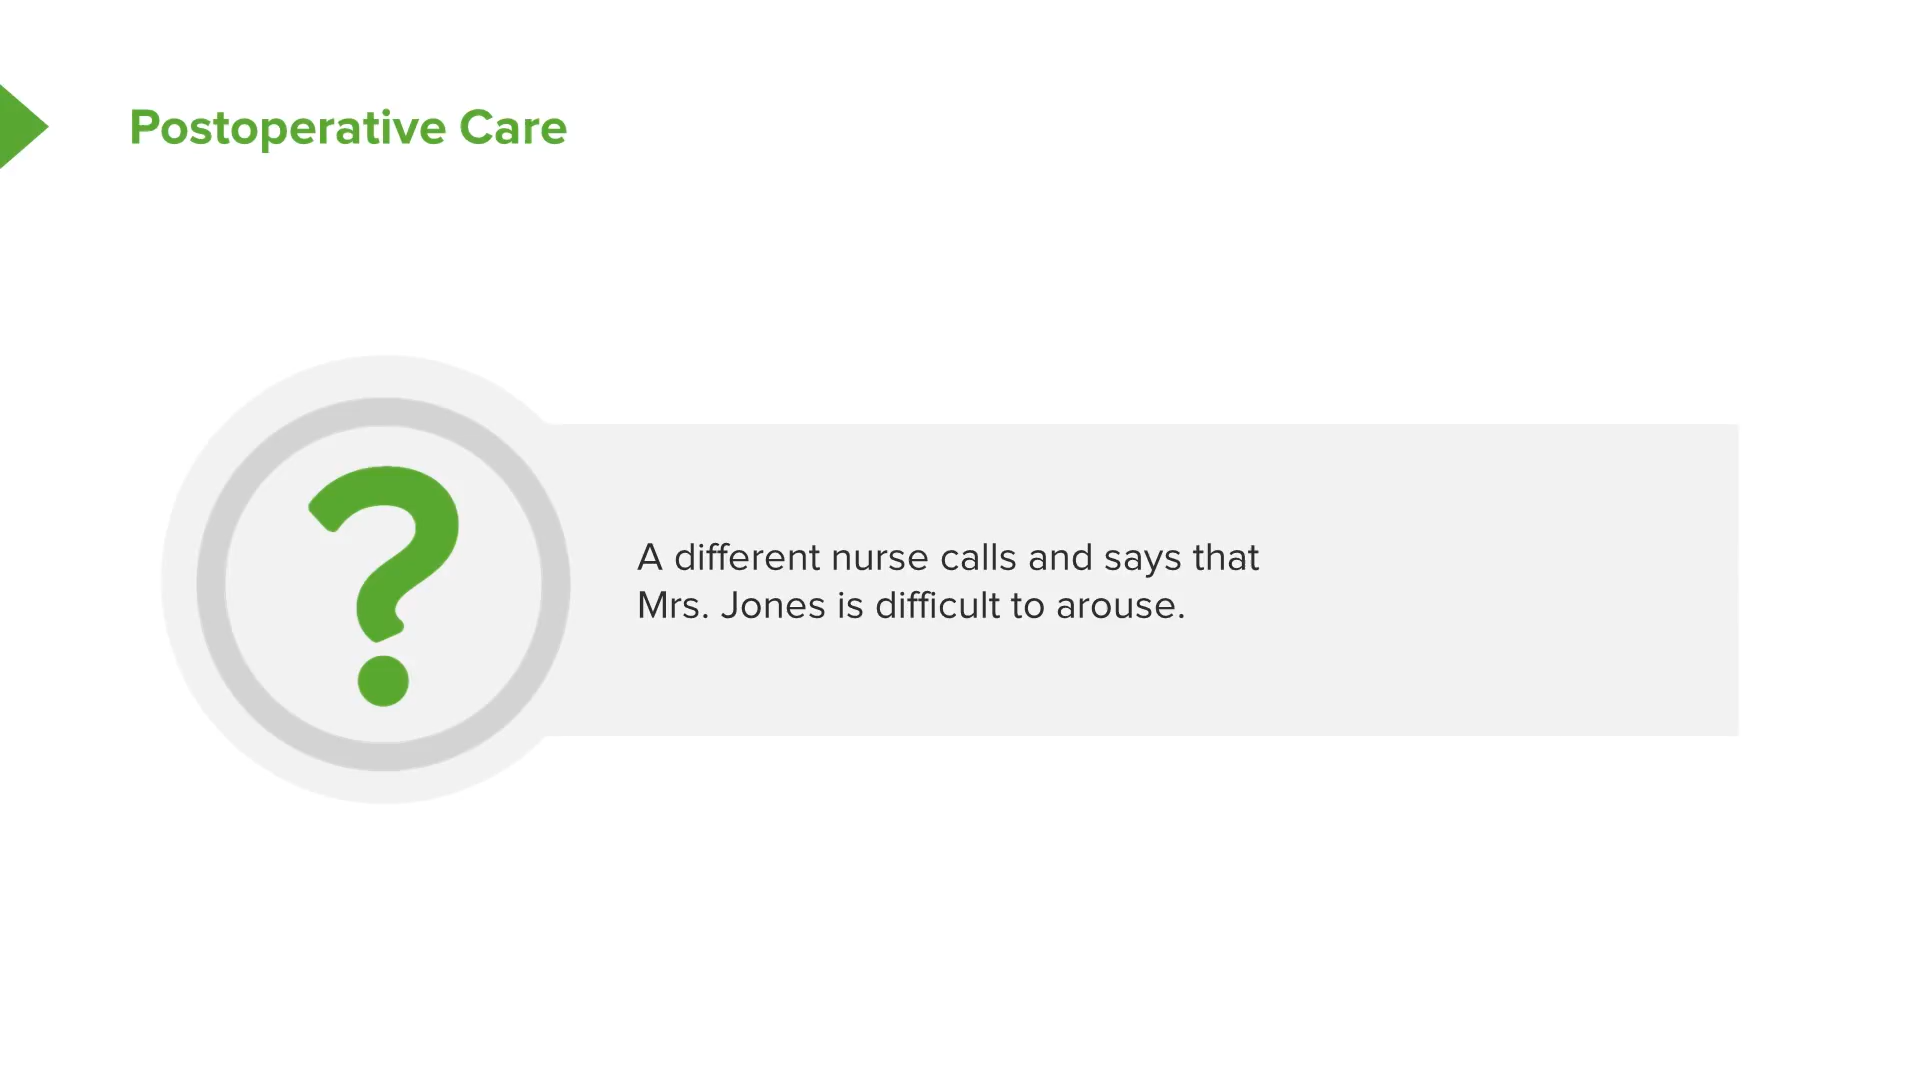 Postoperative Care
A different nurse calls and says that
Mrs. Jones is difficult to arouse.